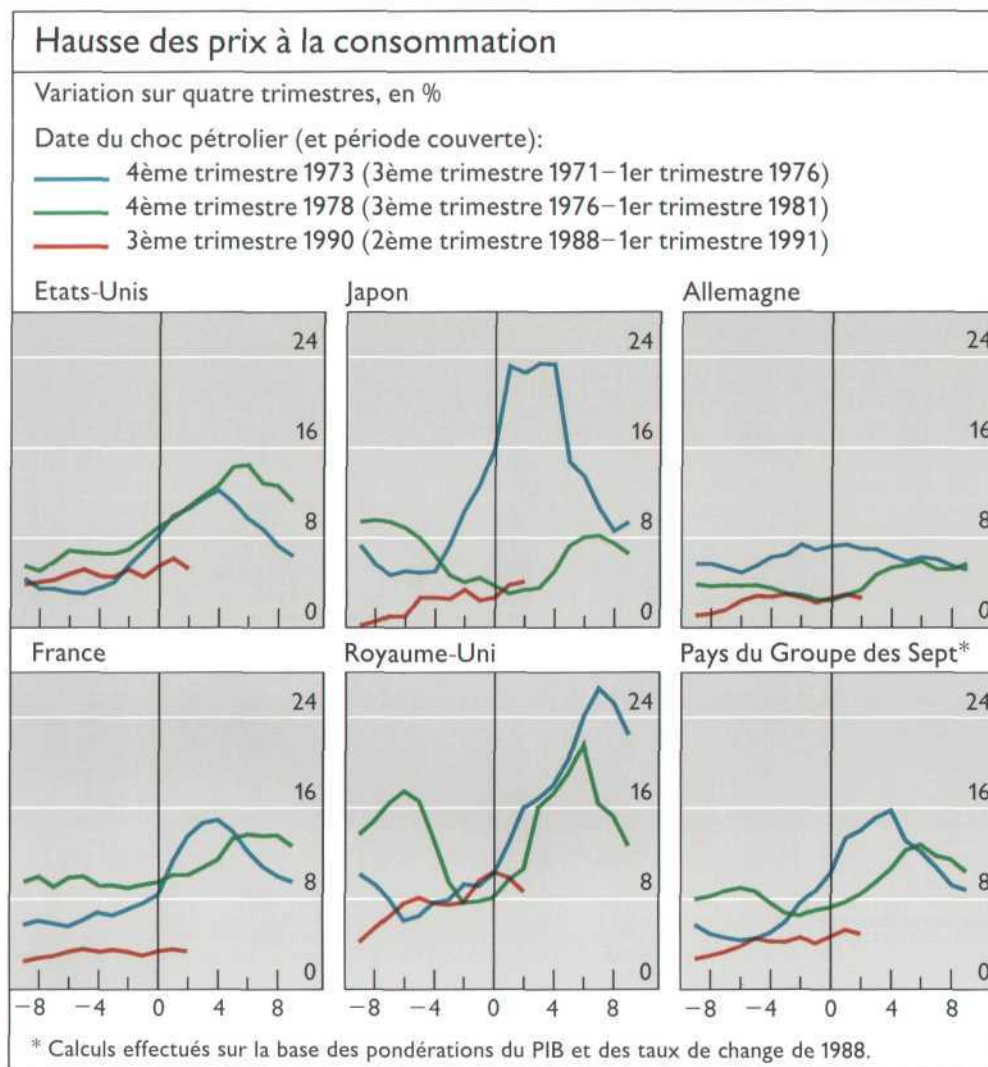 Hausse des prix à la consommation
Variation sur quatre trimestres, en %
Date du choc pétrolier (et période couverte):
4ème trimestre 1973 (3ème trimestre 1971–1er trimestre 1976)
4ème trimestre 1978 (3ème trimestre 1976–1er trimestre 1981)
3ème trimestre 1990 (2ème trimestre 1988–1er trimestre 1991)
Etats-Unis Japon Allemagne
24 24 24
16 16 16
8 8 8
0 0 0
France Royaume-Uni Pays du Groupe des Sept*
24 24 24
16 16 16
8 8 8
0 0 0
−8 −4 0 4 8 −8 −4 0 4 8 −8 −4 0 4 8
* Calculs effectués sur la base des pondérations du PIB et des taux de change de 1988.